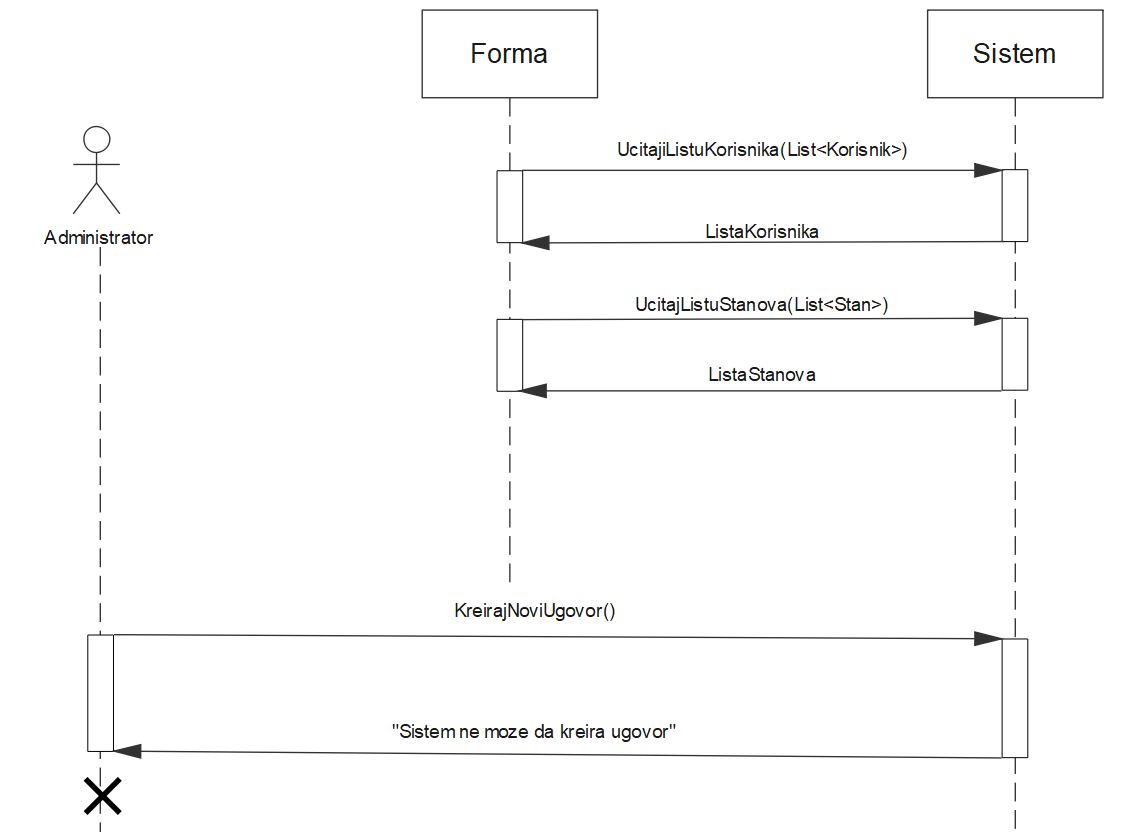 Forma
Sistem
UcitajiListuKorisnika(List<Korisnik>)
ListaKorisnika
Administrator
UcitajListuStanova(List<Stan>)
ListaStanova
KreirajNoviUgovor()
"Sistem ne moze da kreira ugovor"